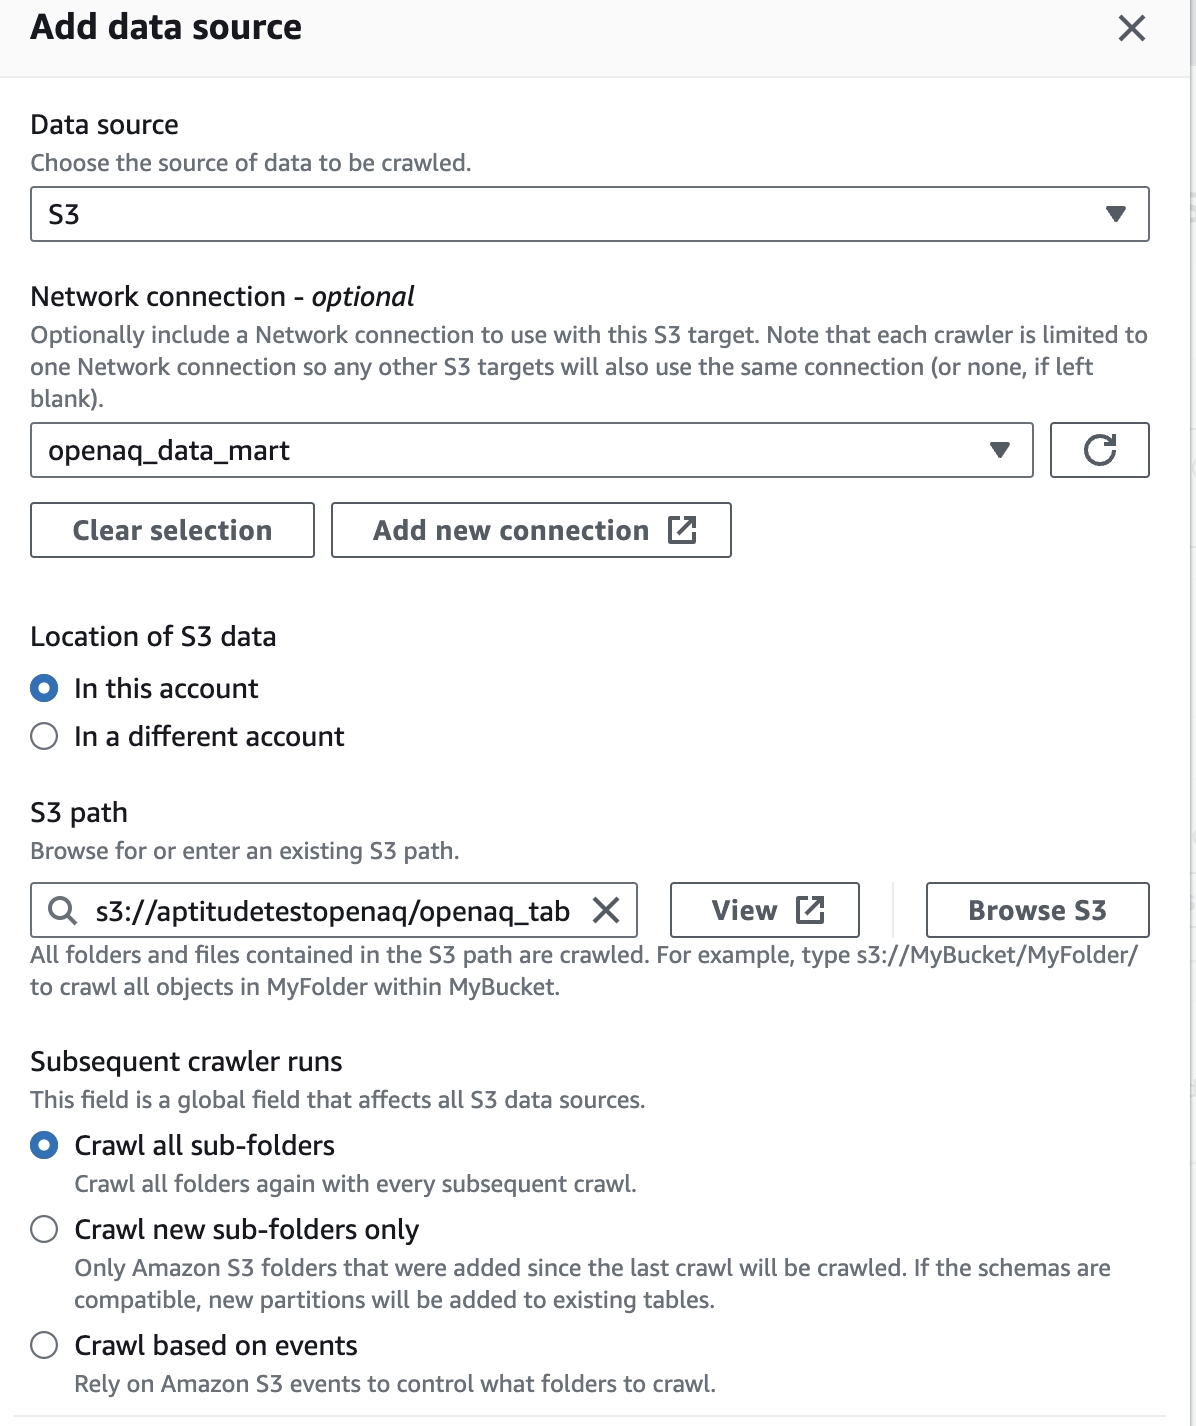 Add data source
Data source
Choose the source of data to be crawled.
S3
Network connection - optional
Optionally include a Network connection to use with this S3 target. Note that each crawler is limited to
one Network connection so any other S3 targets will also use the same connection (or none, if left
blank).
openaq_data_mart
Clear selection
Add new connection
Location of S3 data
In this account
In a different account
S3 path
Browse for or enter an existing S3 path.
s3://aptitudetestopenaq/openaq_tab
View
Browse S3
All folders and files contained in the S3 path are crawled. For example, type s3://MyBucket/MyFolder/
to crawl all objects in MyFolder within MyBucket.
Subsequent crawler runs
This field is a global field that affects all S3 data sources.
Crawl all sub-folders
Crawl all folders again with every subsequent crawl.
Crawl new sub-folders only
Only Amazon S3 folders that were added since the last crawl will be crawled. If the schemas are
compatible, new partitions will be added to existing tables.
Crawl based on events
Rely on Amazon S3 events to control what folders to crawl.